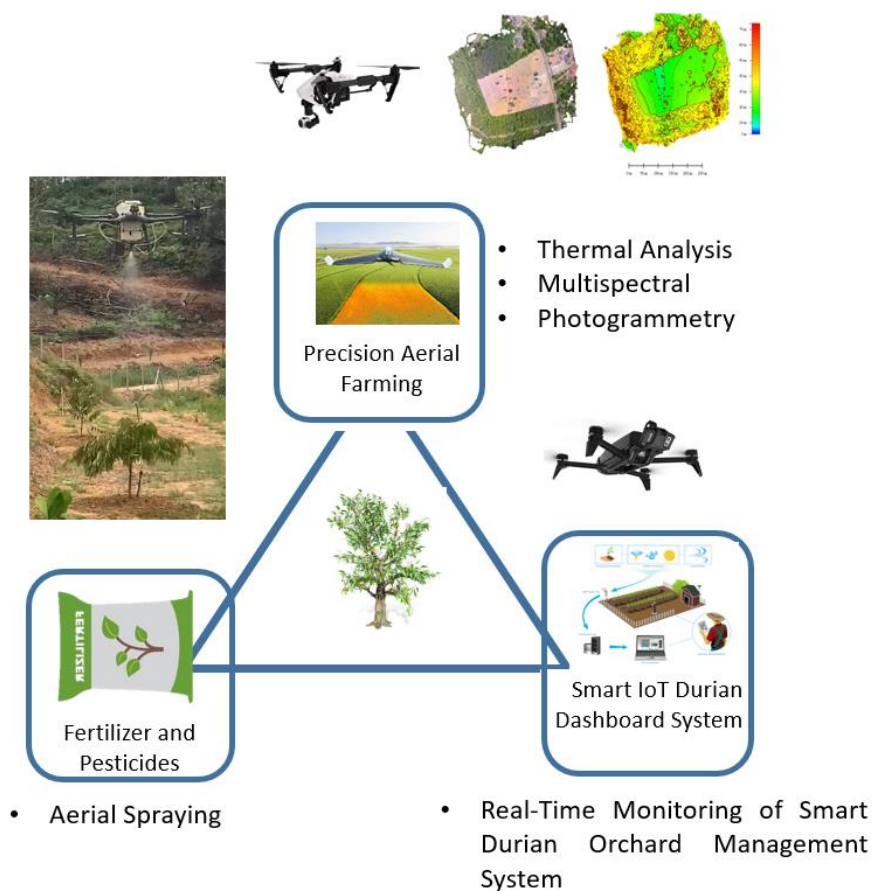 • Thermal Analysis
• Multispectral
• Photogrammetry
Precision Aerial
Farming
FERTILIZER
Fertilizer and
Pesticides
Smart IoT Durian
Dashboard System
• Aerial Spraying
• Real-Time Monitoring of Smart
Durian Orchard Management
System